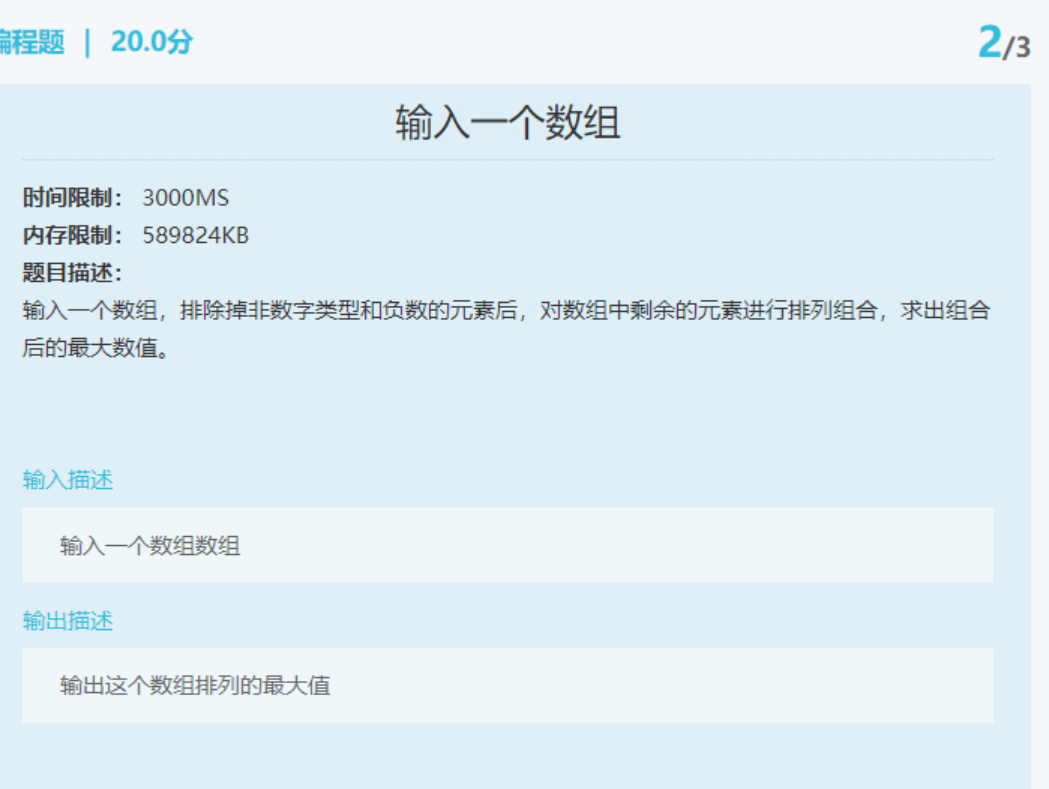 编程题 | 20.0分
2/3
输入一个数组
时间限制： 3000MS
内存限制： 589824KB
题目描述：
输入一个数组，排除掉非数字类型和负数的元素后，对数组中剩余的元素进行排列组合，求出组合
后的最大数值。
输入描述
输入一个数组数组
输出描述
输出这个数组排列的最大值